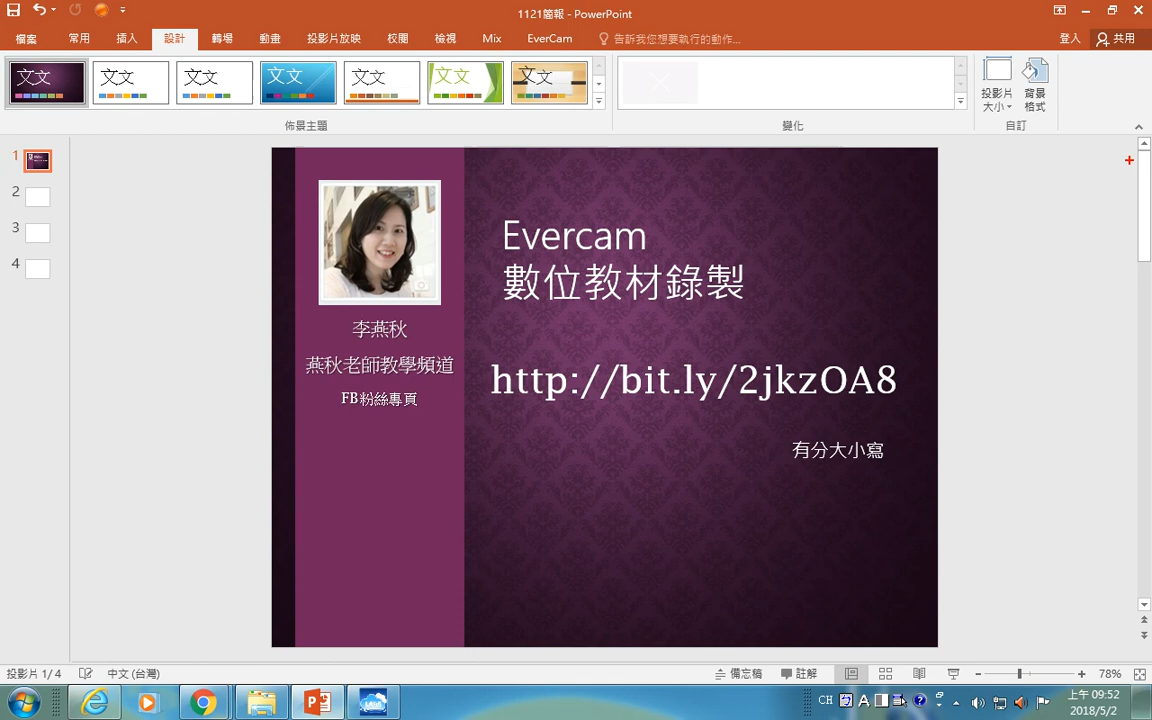 1121簡報 - PowerPoint
檔案 常用 插入 設計 轉場 動畫 投影片放映 校閱 檢視 Mix EverCam 告訴我您想要執行的動作... 登入 共用
文文 文文 文文 文文 文文 文文 文文
投影片大小 背景格式
佈景主題 變化 自訂
1
2
3
4
李燕秋
燕秋老師教學頻道
FB粉絲專頁
Evercam
數位教材錄製
http://bit.ly/2jkzOA8
有分大小寫
投影片 1/4 中文 (台灣) 備忘稿 註解 78%
CH
上午 09:52
2018/5/2